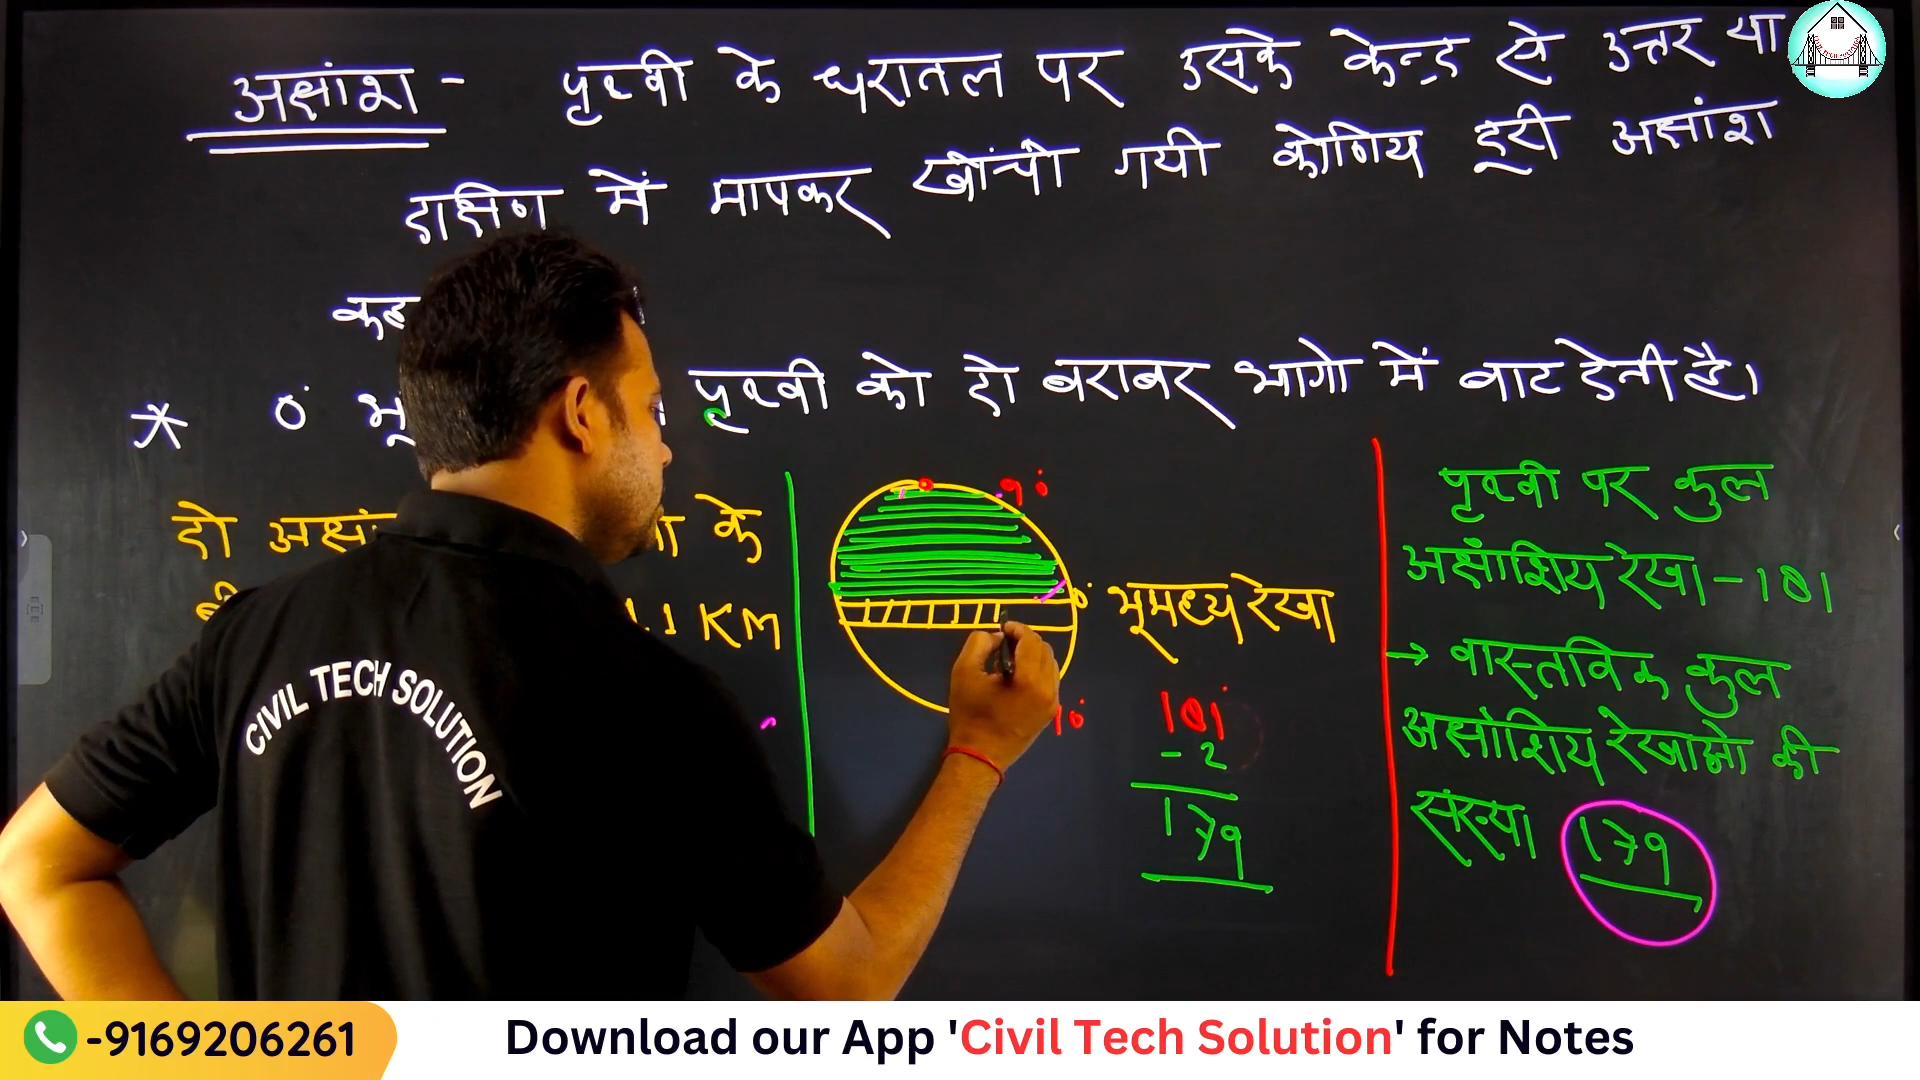 अक्षांश - पृथ्वी के धरातल पर उसके केन्द्र से उत्तर या
दक्षिण में मापकर खींची गयी कोणिय दूरी अक्षांश
* 0° पृथ्वी को दो बराबर भागो में बाट देती है।
दो के
KM
90°
0° भूमध्य रेखा
181
- 2
179
पृथ्वी पर कुल
अक्षांशिय रेखा - 181
→ वास्तविक कुल
अक्षांशिय रेखाओ की
संख्या 179
CIVIL TECH SOLUTION
-9169206261 Download our App 'Civil Tech Solution' for Notes